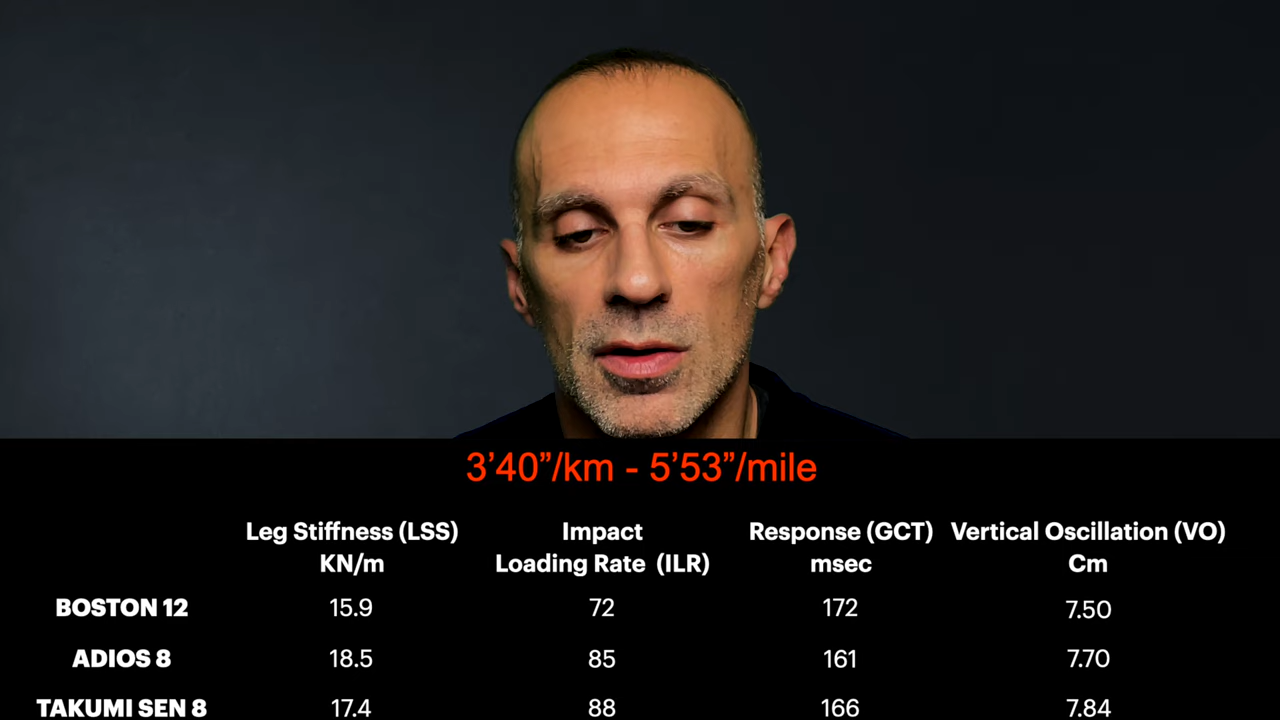 3’40”/km - 5’53”/mile
Leg Stiffness (LSS) Impact Response (GCT) Vertical Oscillation (VO)
KN/m Loading Rate (ILR) msec Cm
BOSTON 12 15.9 72 172 7.50
ADIOS 8 18.5 85 161 7.70
TAKUMI SEN 8 17.4 88 166 7.84